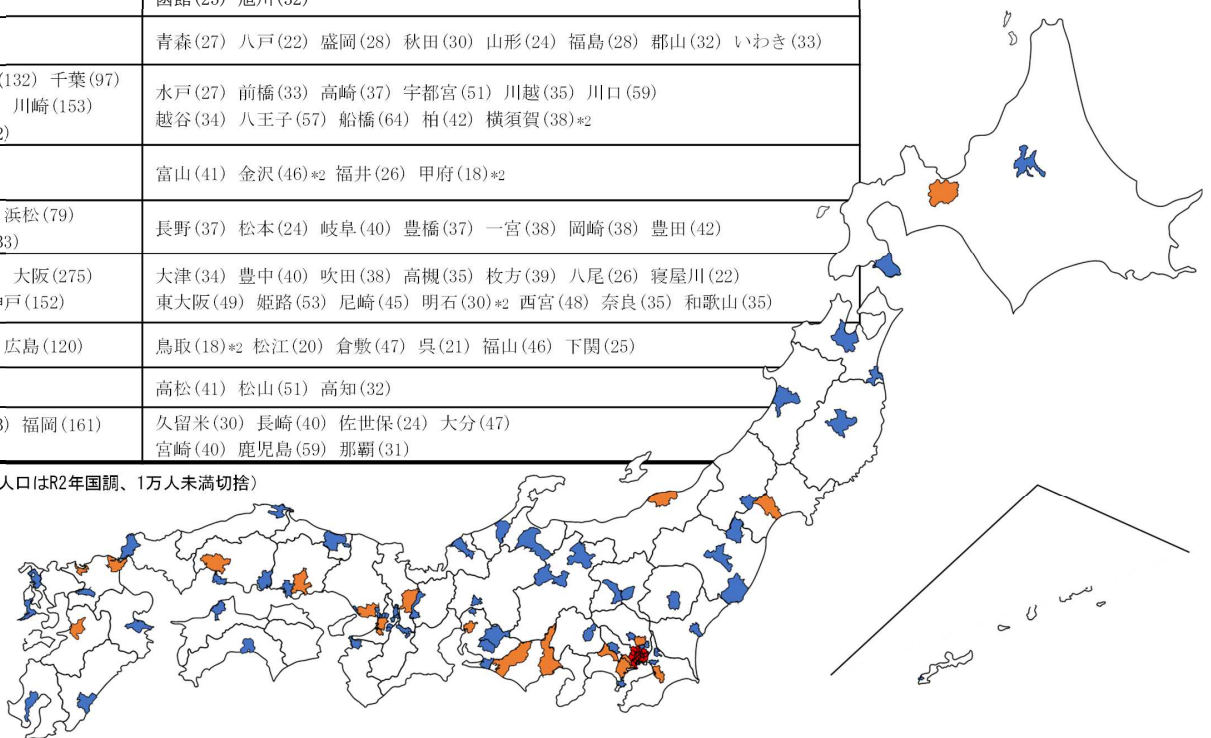 函館(25) 旭川(32)
青森(27) 八戸(22) 盛岡(28) 秋田(30) 山形(24) 福島(28) 郡山(32) いわき(33)
(132) 千葉(97)
川崎(153)
2)
水戸(27) 前橋(33) 高崎(37) 宇都宮(51) 川越(35) 川口(59)
越谷(34) 八王子(57) 船橋(64) 柏(42) 横須賀(38)*2
富山(41) 金沢(46)*2 福井(26) 甲府(18)*2
浜松(79)
33)
長野(37) 松本(24) 岐阜(40) 豊橋(37) 一宮(38) 岡崎(38) 豊田(42)
大阪(275)
神戸(152)
大津(34) 豊中(40) 吹田(38) 高槻(35) 枚方(39) 八尾(26) 寝屋川(22)
東大阪(49) 姫路(53) 尼崎(45) 明石(30)*2 西宮(48) 奈良(35) 和歌山(35)
広島(120)
鳥取(18)*2 松江(20) 倉敷(47) 呉(21) 福山(46) 下関(25)
高松(41) 松山(51) 高知(32)
) 福岡(161)
久留米(30) 長崎(40) 佐世保(24) 大分(47)
宮崎(40) 鹿児島(59) 那覇(31)
人口はR2年国調、1万人未満切捨)